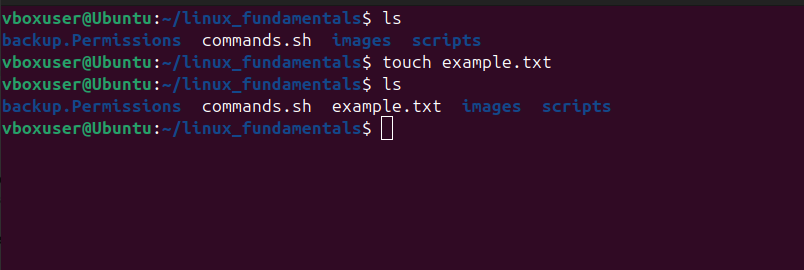 vboxuser@Ubuntu:~/linux_fundamentals$ ls
backup.Permissions  commands.sh  images  scripts
vboxuser@Ubuntu:~/linux_fundamentals$ touch example.txt
vboxuser@Ubuntu:~/linux_fundamentals$ ls
backup.Permissions  commands.sh  example.txt  images  scripts
vboxuser@Ubuntu:~/linux_fundamentals$